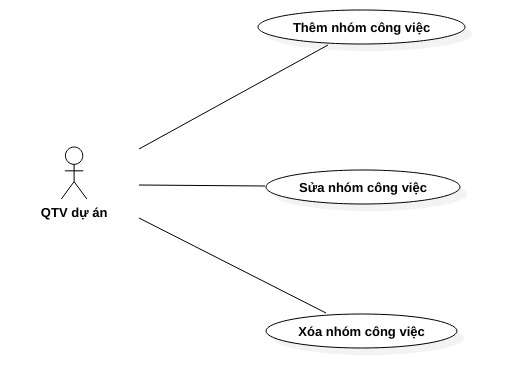 Thêm nhóm công việc
Sửa nhóm công việc
QTV dự án
Xóa nhóm công việc